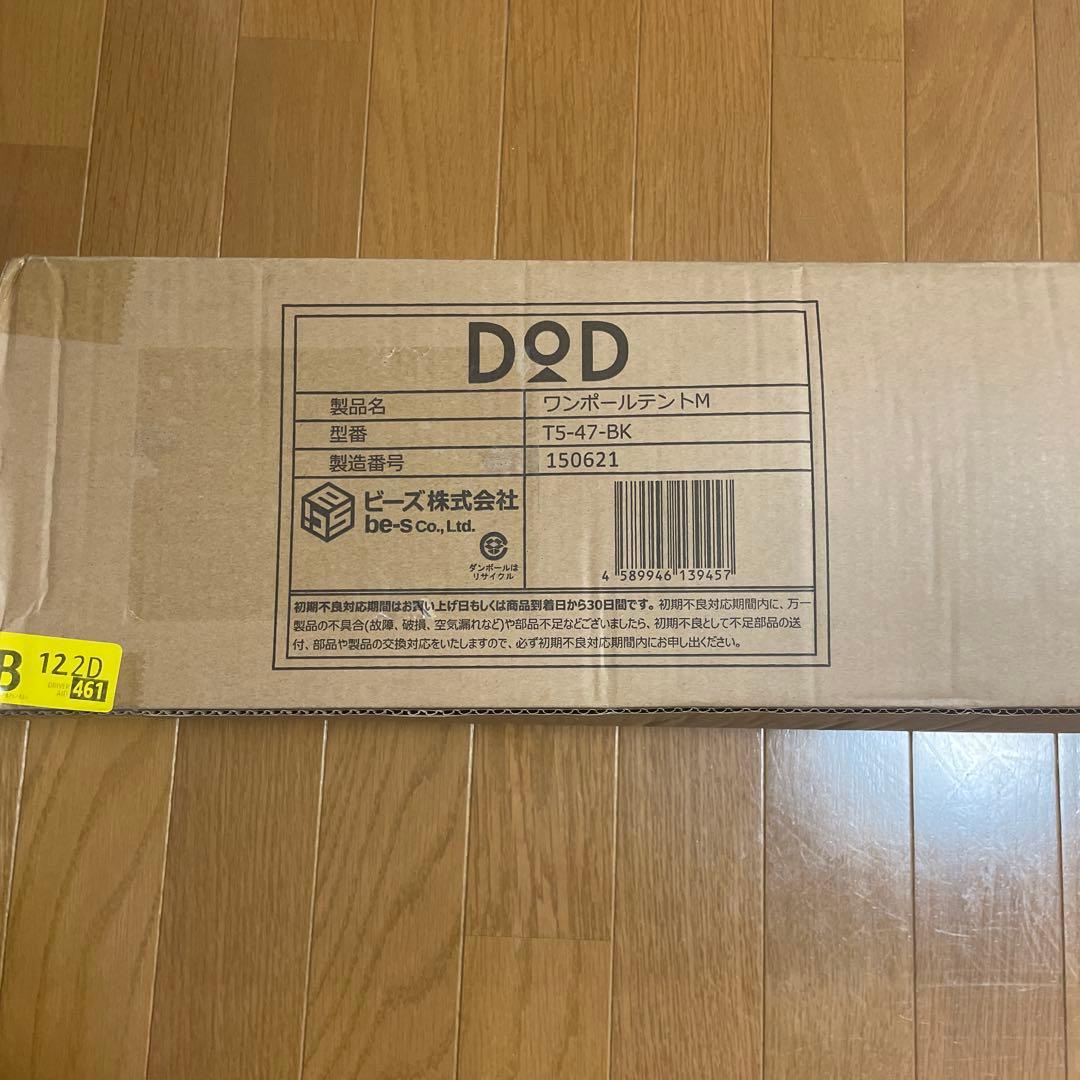 DOD
製品名 ワンポールテントM
型番 T5-47-BK
製造番号 150621
ビーズ株式会社
be-s Co., Ltd.
ダンボールは
リサイクル
4 589946 139457
初期不良対応期間はお買い上げ日もしくは商品到着日から30日間です。初期不良対応期間内に、万一
製品の不具合(故障、破損、空気漏れなど)や部品不足などございましたら、初期不良として不足部品の送
付、部品や製品の交換対応をいたしますので、必ず初期不良対応期間内にお申し出ください。
B 122D
DRIVER
AID 461